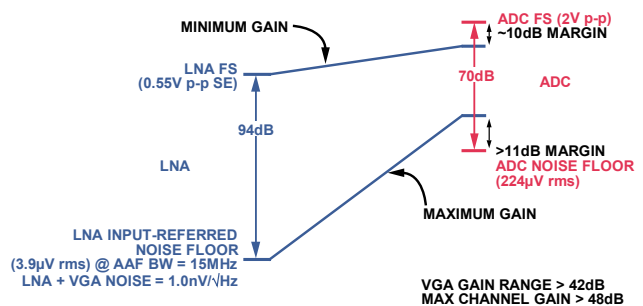 MINIMUM GAIN
ADC FS (2V p-p)
~10dB MARGIN
LNA FS
(0.55V p-p SE)
70dB
ADC
94dB
LNA
>11dB MARGIN
ADC NOISE FLOOR
(224µV rms)
MAXIMUM GAIN
LNA INPUT-REFERRED
NOISE FLOOR
(3.9µV rms) @ AAF BW = 15MHz
LNA + VGA NOISE = 1.0nV/√Hz
VGA GAIN RANGE > 42dB
MAX CHANNEL GAIN > 48dB